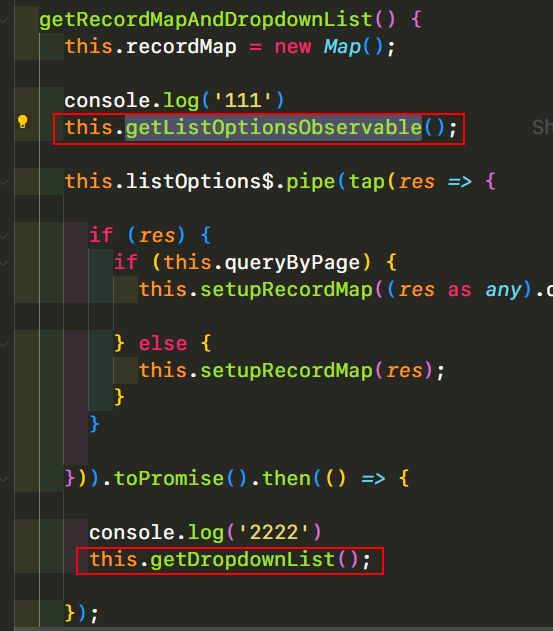 getRecordMapAndDropdownList() {
this.recordMap = new Map();
console.log('111')
this.getListOptionsObservable(); Sh
this.listOptions$.pipe(tap(res => {
if (res) {
if (this.queryByPage) {
this.setupRecordMap((res as any).
} else {
this.setupRecordMap(res);
}
}
})).toPromise().then(() => {
console.log('2222')
this.getDropdownList();
});